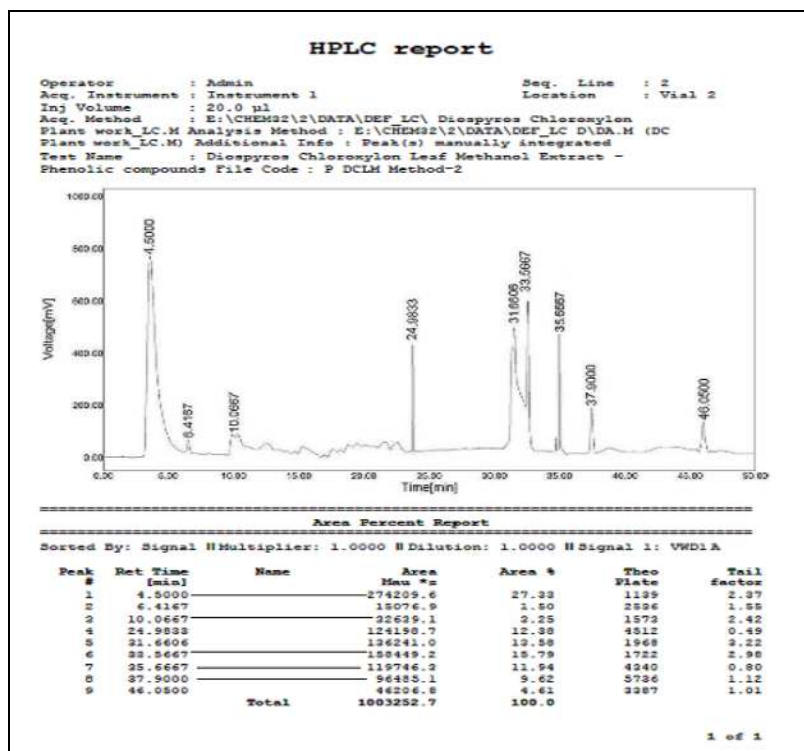 HPLC report
Operator : Admin Seq. Line : 2
Acq. Instrument : Instrument 1 Location : Vial 2
Inj Volume : 20.0 µl
Acq. Method : E:\CHEM32\2\DATA\DEF_LC\ Diospyros Chloroxylon
Plant work_LC.M Analysis Method : E:\CHEM32\2\DATA\DEF_LC D\DA.M (DC
Plant work_LC.M) Additional Info : Peak(s) manually integrated
Test Name : Diospyros Chloroxylon Leaf Methanol Extract -
Phenolic compounds File Code : P DCLM Method-2
Voltage[mV]
1000.00
800.00
600.00
400.00
200.00
0.00
4.5000
6.4167
10.0667
24.9833
31.6606
33.5667
35.6667
37.9000
46.0500
0.00 5.00 10.00 15.00 20.00 25.00 30.00 35.00 40.00 45.00 50.00
Time[min]
Area Percent Report
Sorted By: Signal Multiplier: 1.0000 Dilution: 1.0000 Signal 1: VWD1A
Peak Ret Time Name Area Area % Theo Tail
# [min] Mau *s Plate factor
1 4.5000 274209.6 27.33 1139 2.37
2 6.4167 15076.9 1.50 2536 1.55
3 10.0667 32639.1 3.25 1573 2.42
4 24.9833 124198.7 12.38 4512 0.49
5 31.6606 136241.0 13.58 1968 3.22
6 33.5667 158449.2 15.79 1722 2.98
7 35.6667 119746.3 11.94 4340 0.80
8 37.9000 96485.1 9.62 5736 1.12
9 46.0500 46206.8 4.61 3387 1.01
Total 1003252.7 100.0
1 of 1